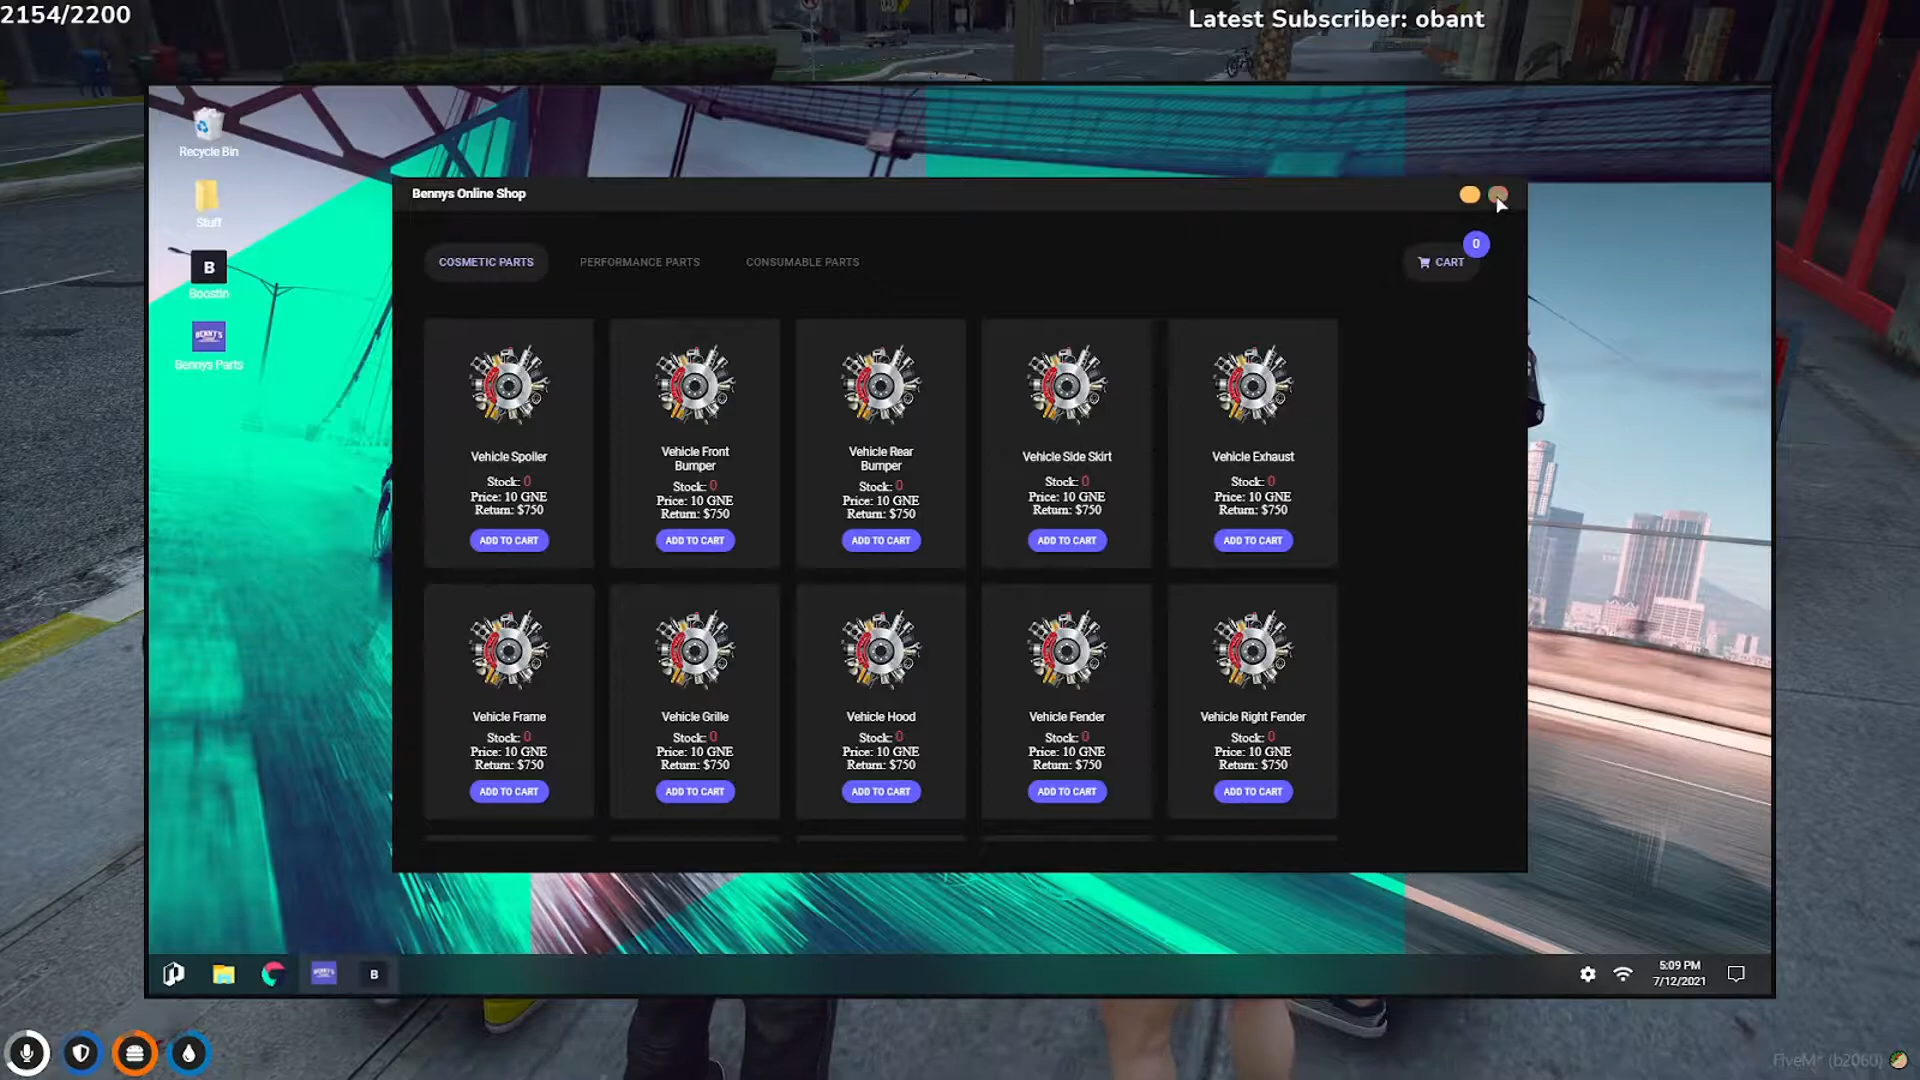 2154/2200
Latest Subscriber: obant
Recycle Bin
Stuff
B
Boostin
BENNY'S
Bennys Parts
Bennys Online Shop
COSMETIC PARTS
PERFORMANCE PARTS
CONSUMABLE PARTS
0
CART
Vehicle Spoiler
Stock: 0
Price: 10 GNE
Return: $750
ADD TO CART
Vehicle Front
Bumper
Stock: 0
Price: 10 GNE
Return: $750
ADD TO CART
Vehicle Rear
Bumper
Stock: 0
Price: 10 GNE
Return: $750
ADD TO CART
Vehicle Side Skirt
Stock: 0
Price: 10 GNE
Return: $750
ADD TO CART
Vehicle Exhaust
Stock: 0
Price: 10 GNE
Return: $750
ADD TO CART
Vehicle Frame
Stock: 0
Price: 10 GNE
Return: $750
ADD TO CART
Vehicle Grille
Stock: 0
Price: 10 GNE
Return: $750
ADD TO CART
Vehicle Hood
Stock: 0
Price: 10 GNE
Return: $750
ADD TO CART
Vehicle Fender
Stock: 0
Price: 10 GNE
Return: $750
ADD TO CART
Vehicle Right Fender
Stock: 0
Price: 10 GNE
Return: $750
ADD TO CART
BENNY'S
B
5:09 PM
7/12/2021
FiveM* (b2060)